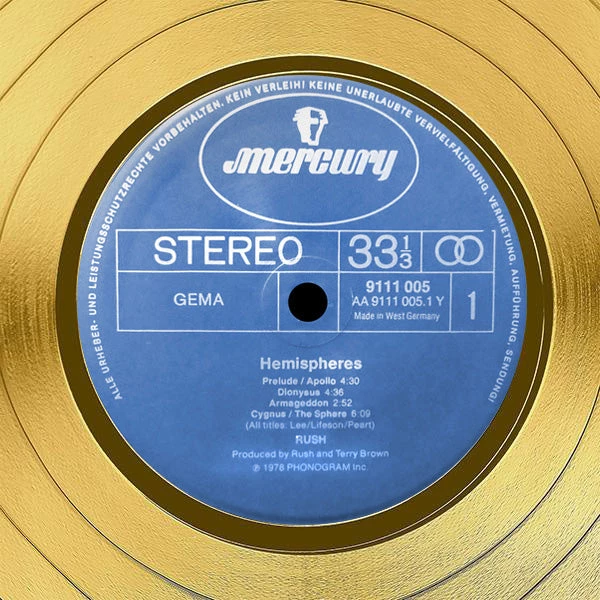 ALLE URHEBER- UND LEISTUNGSSCHUTZRECHTE VORBEHALTEN. KEIN VERLEIH! KEINE UNERLAUBTE VERVIELFÄLTIGUNG, VERMIETUNG, AUFFÜHRUNG, SENDUNG!
mercury
STEREO
33 1/3
GEMA
9111 005
AA 9111 005.1 Y
Made in West Germany
1
Hemispheres
Prelude / Apollo 4:30
Dionysus 4:36
Armageddon 2:52
Cygnus / The Sphere 6:09
(All titles: Lee/Lifeson/Peart)
RUSH
Produced by Rush and Terry Brown
℗ 1978 PHONOGRAM Inc.